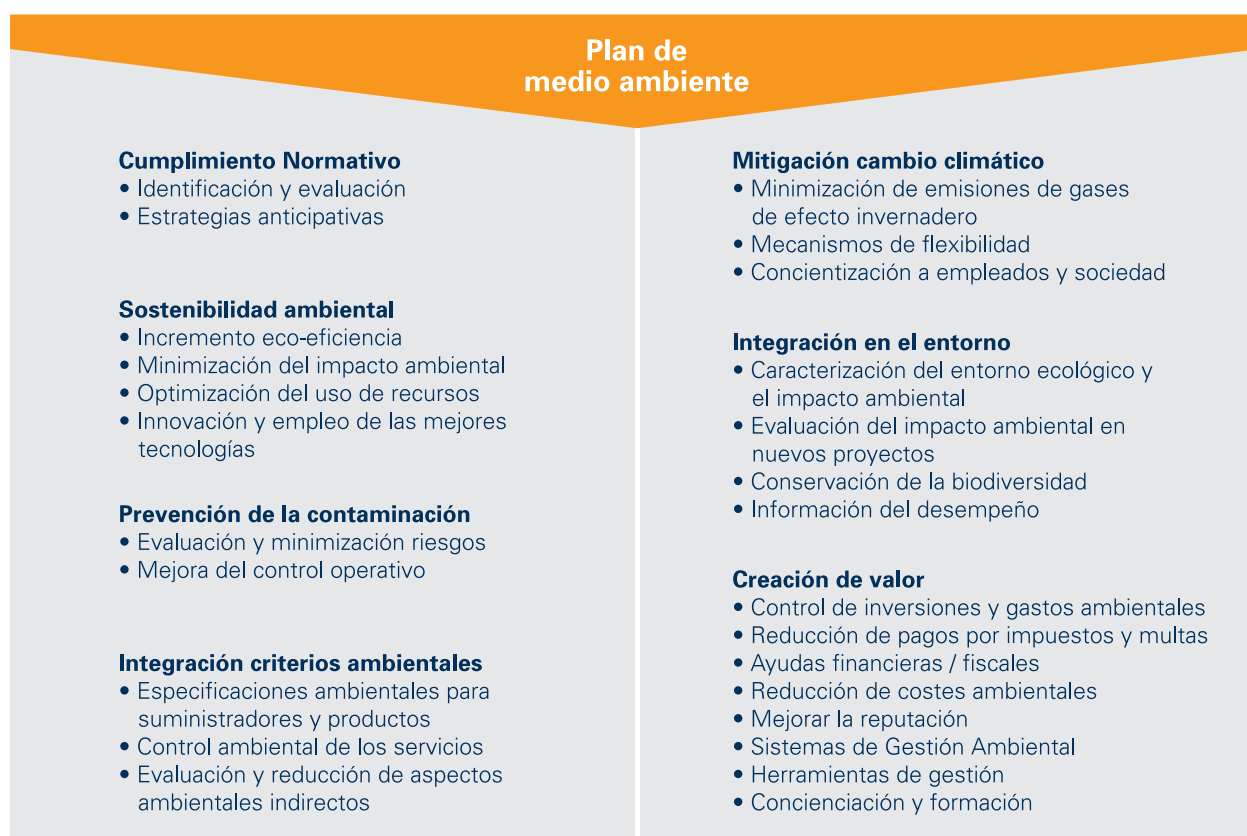 Plan de
medio ambiente
Cumplimiento Normativo
• Identificación y evaluación
• Estrategias anticipativas
Sostenibilidad ambiental
• Incremento eco-eficiencia
• Minimización del impacto ambiental
• Optimización del uso de recursos
• Innovación y empleo de las mejores
tecnologías
Prevención de la contaminación
• Evaluación y minimización riesgos
• Mejora del control operativo
Integración criterios ambientales
• Especificaciones ambientales para
suministradores y productos
• Control ambiental de los servicios
• Evaluación y reducción de aspectos
ambientales indirectos
Mitigación cambio climático
• Minimización de emisiones de gases
de efecto invernadero
• Mecanismos de flexibilidad
• Concientización a empleados y sociedad
Integración en el entorno
• Caracterización del entorno ecológico y
el impacto ambiental
• Evaluación del impacto ambiental en
nuevos proyectos
• Conservación de la biodiversidad
• Información del desempeño
Creación de valor
• Control de inversiones y gastos ambientales
• Reducción de pagos por impuestos y multas
• Ayudas financieras / fiscales
• Reducción de costes ambientales
• Mejorar la reputación
• Sistemas de Gestión Ambiental
• Herramientas de gestión
• Concienciación y formación